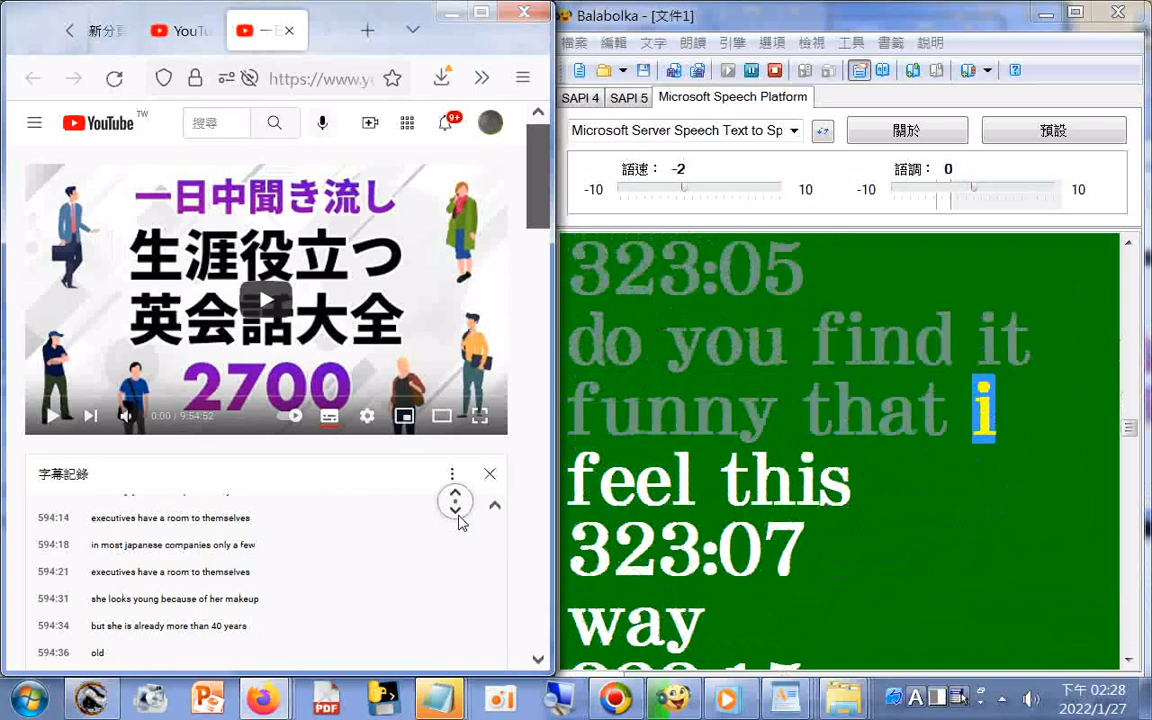 新分頁
YouTu
一日
https://www.y
YouTube
TW
搜尋
9+
一日中聞き流し
生涯役立つ
英会話大全
2700
0:00 / 9:54:52
字幕記錄
594:14 executives have a room to themselves
594:18 in most japanese companies only a few
594:21 executives have a room to themselves
594:31 she looks young because of her makeup
594:34 but she is already more than 40 years
594:36 old
Balabolka - [文件1]
檔案 編輯 文字 朗讀 引擎 選項 檢視 工具 書籤 說明
SAPI 4 SAPI 5 Microsoft Speech Platform
Microsoft Server Speech Text to Sp
關於
預設
語速： -2
語調： 0
-10 10 -10 10
323:05
do you find it
funny that i
feel this
323:07
way
323:15
PDF
A
下午 02:28
2022/1/27